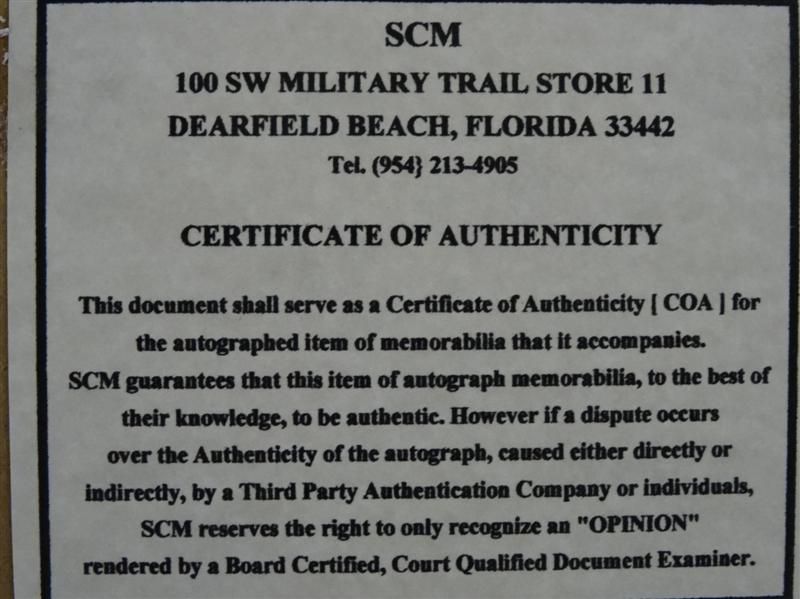 SCM
100 SW MILITARY TRAIL STORE 11
DEARFIELD BEACH, FLORIDA 33442
Tel. (954} 213-4905
CERTIFICATE OF AUTHENTICITY
This document shall serve as a Certificate of Authenticity [ COA ] for
the autographed item of memorabilia that it accompanies.
SCM guarantees that this item of autograph memorabilia, to the best of
their knowledge, to be authentic. However if a dispute occurs
over the Authenticity of the autograph, caused either directly or
indirectly, by a Third Party Authentication Company or individuals,
SCM reserves the right to only recognize an "OPINION"
rendered by a Board Certified, Court Qualified Document Examiner.